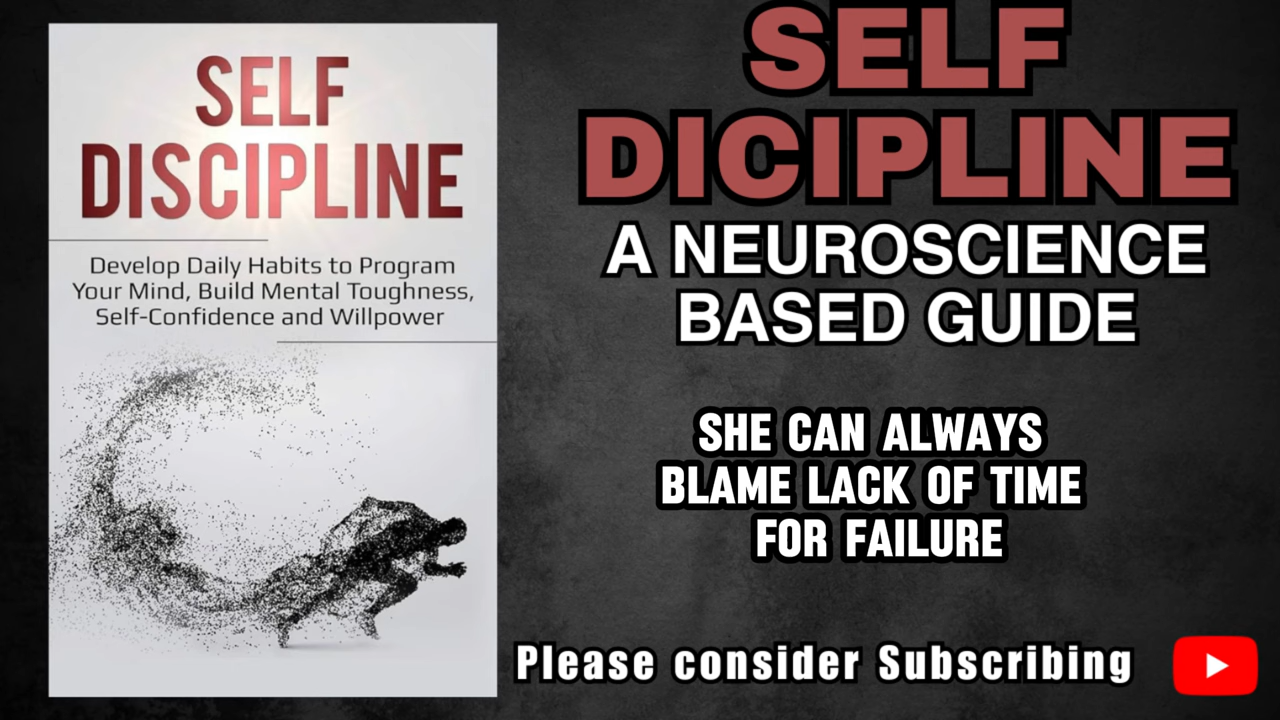 SELF
DISCIPLINE
Develop Daily Habits to Program
Your Mind, Build Mental Toughness,
Self-Confidence and Willpower
SELF
DICIPLINE
A NEUROSCIENCE
BASED GUIDE
SHE CAN ALWAYS
BLAME LACK OF TIME
FOR FAILURE
Please consider Subscribing